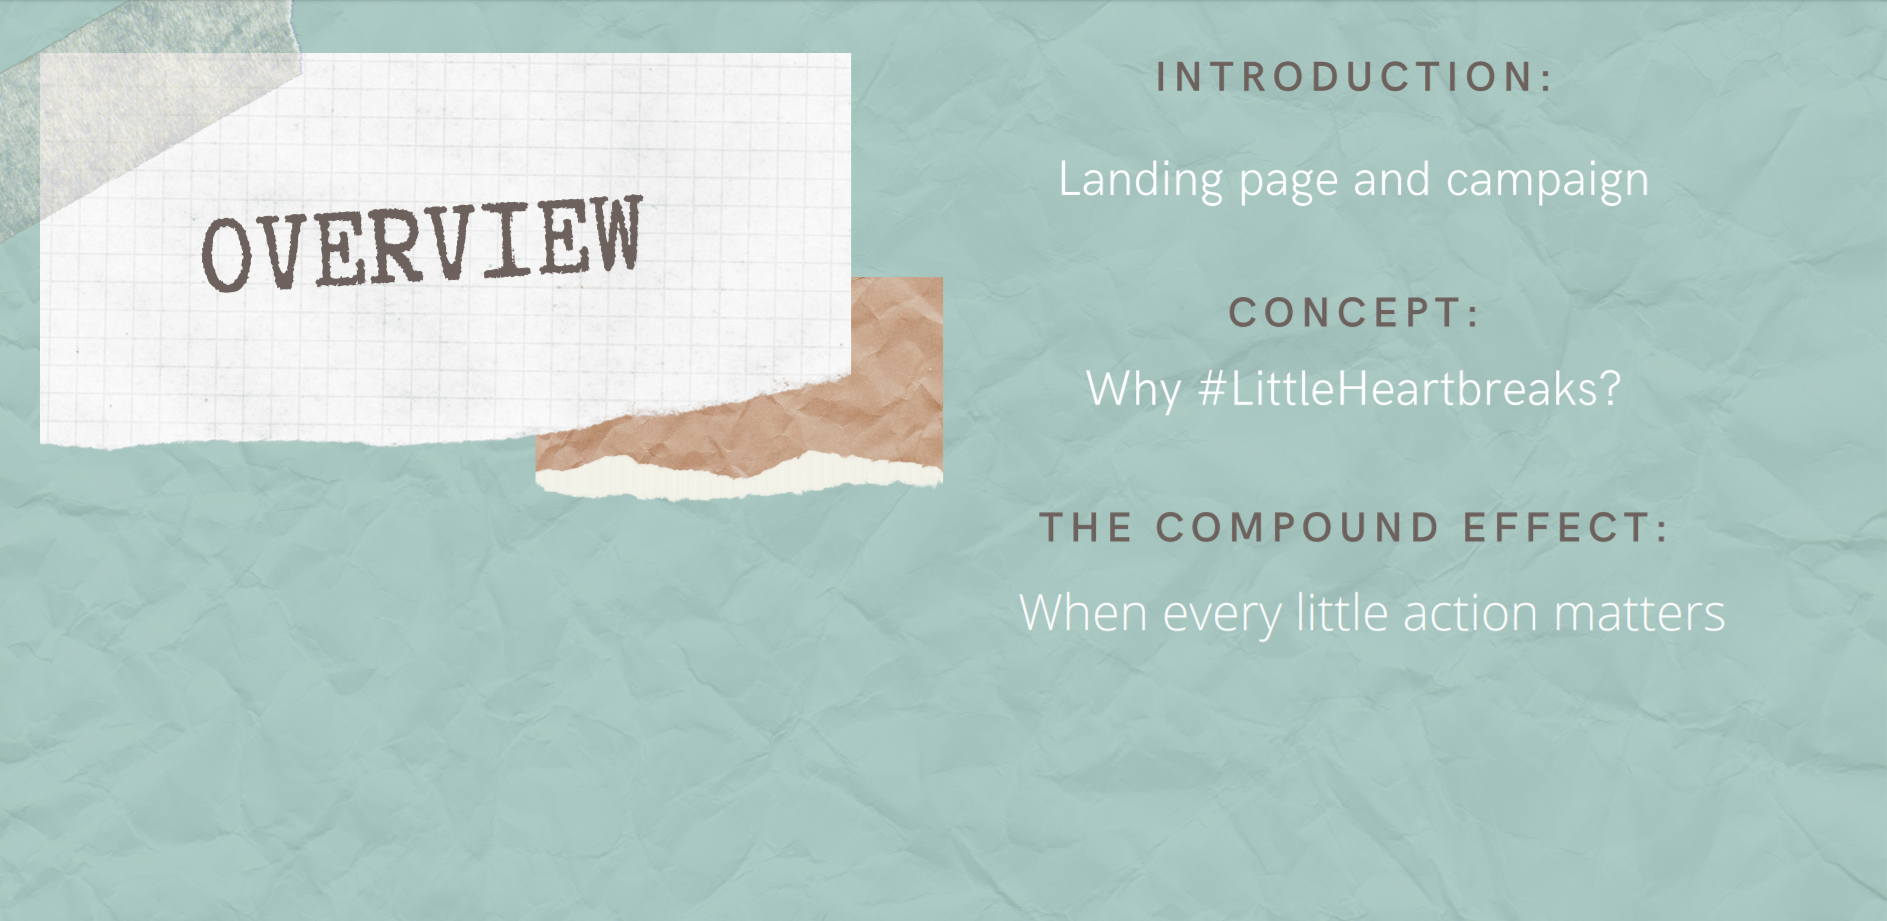 OVERVIEW
INTRODUCTION:
Landing page and campaign
CONCEPT:
Why #LittleHeartbreaks?
THE COMPOUND EFFECT:
When every little action matters